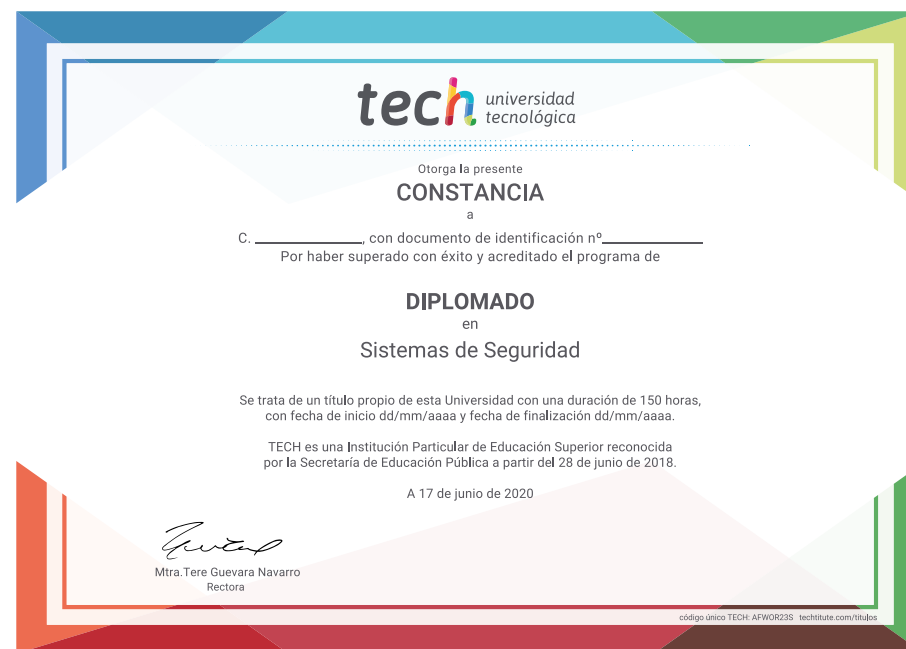 tech universidad
tecnológica
Otorga la presente
CONSTANCIA
a
C. ______________, con documento de identificación nº_____________
Por haber superado con éxito y acreditado el programa de
DIPLOMADO
en
Sistemas de Seguridad
Se trata de un título propio de esta Universidad con una duración de 150 horas,
con fecha de inicio dd/mm/aaaa y fecha de finalización dd/mm/aaaa.
TECH es una Institución Particular de Educación Superior reconocida
por la Secretaría de Educación Pública a partir del 28 de junio de 2018.
A 17 de junio de 2020
Mtra.Tere Guevara Navarro
Rectora
código único TECH: AFWOR23S techtitute.com/titulos